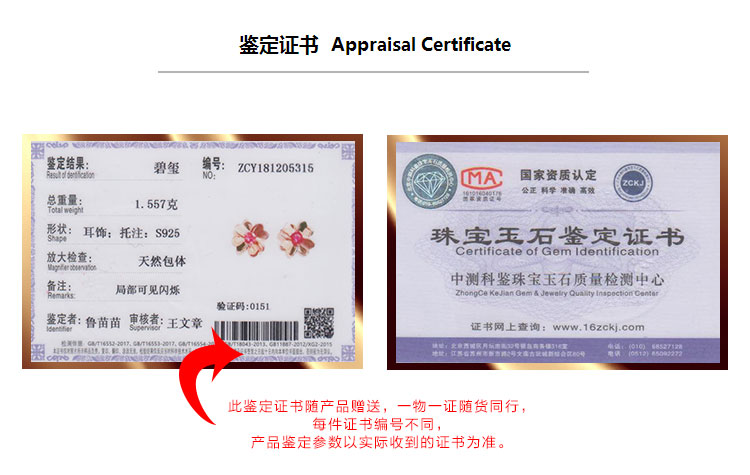 鉴定证书 Appraisal Certificate
鉴定结果: 碧玺 编号: ZCY181205315
Result of dentification NO:
总重量: 1.557克
Total weight
形状: 耳饰; 托注: S925
Shape
放大检查: 天然包体
Magnifier observation
备注: 局部可见闪烁
Remarks:
验证码:0151
鉴定者: 鲁苗苗 审核者: 王文章
Identifier Supervisor
CMA
161016040176
国家资质认定
公正 科学 准确 高效
ZCKJ
珠宝玉石鉴定证书
Certificate of Gem Identification
中测科鉴珠宝玉石质量检测中心
ZhongCe KeJian Gem & Jewelry Quality Inspection Center
证书网上查询: www.16zckj.com
此鉴定证书随产品赠送，一物一证随货同行，
每件证书编号不同，
产品鉴定参数以实际收到的证书为准。